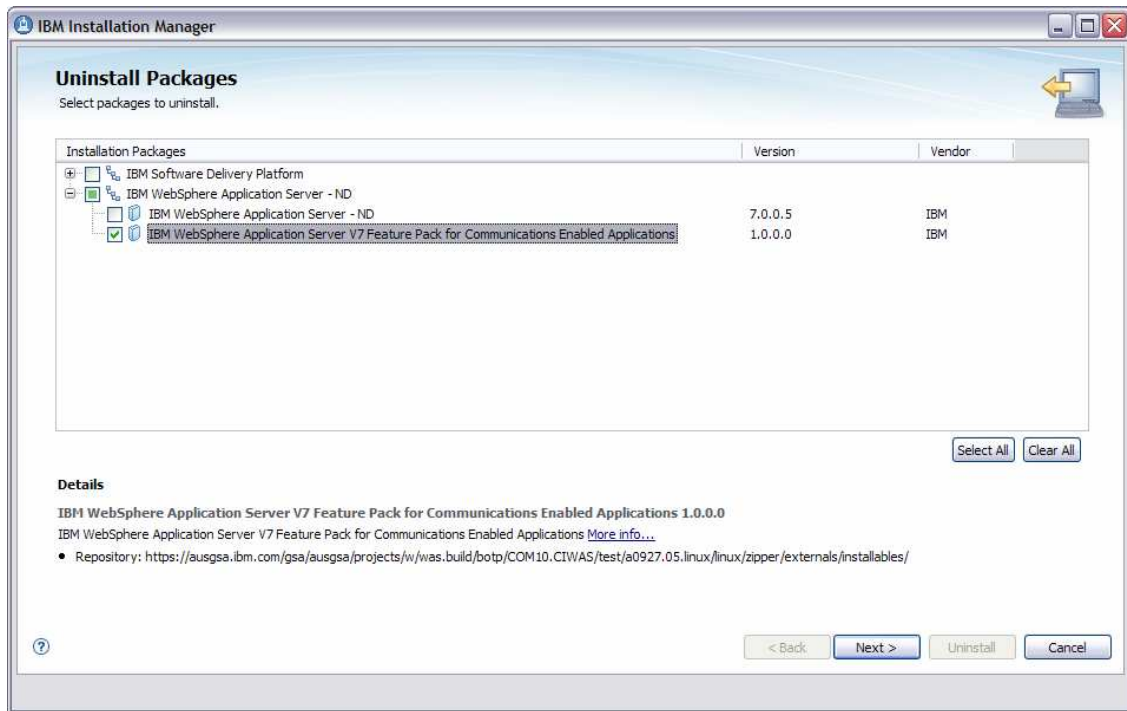 IBM Installation Manager
Uninstall Packages
Select packages to uninstall.
Installation Packages Version Vendor
IBM Software Delivery Platform
IBM WebSphere Application Server - ND
IBM WebSphere Application Server - ND 7.0.0.5 IBM
IBM WebSphere Application Server V7 Feature Pack for Communications Enabled Applications 1.0.0.0 IBM
Select All Clear All
Details
IBM WebSphere Application Server V7 Feature Pack for Communications Enabled Applications 1.0.0.0
IBM WebSphere Application Server V7 Feature Pack for Communications Enabled Applications More info...
• Repository: https://ausgsa.ibm.com/gsa/ausgsa/projects/w/was.build/botp/COM10.CIWAS/test/a0927.05.linux/linux/zipper/externals/installables/
? < Back Next > Uninstall Cancel